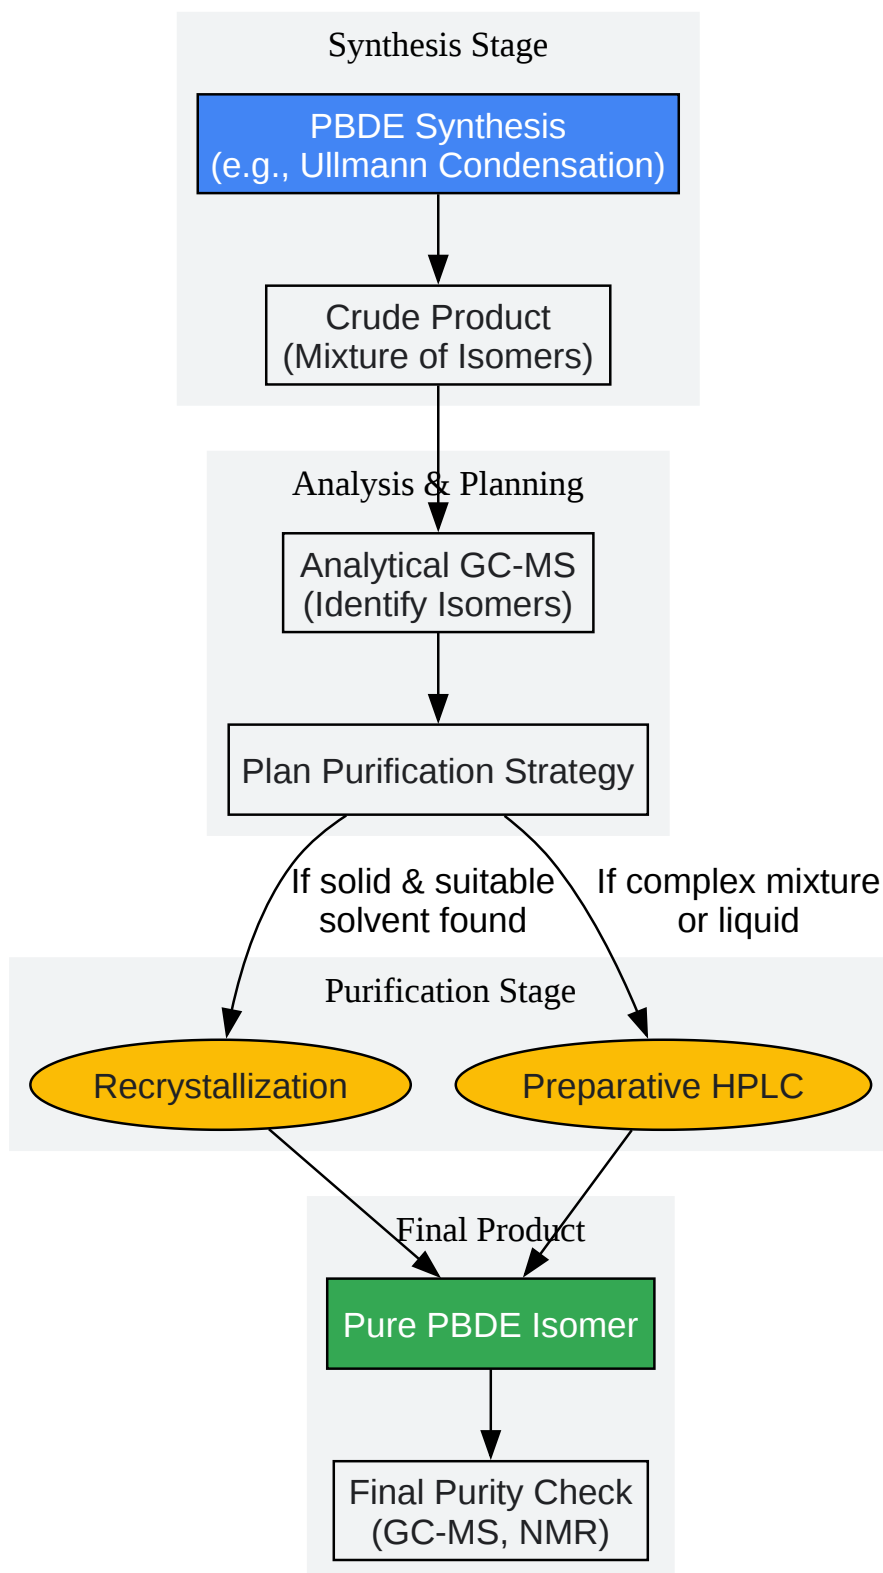 Synthesis Stage
PBDE Synthesis
(e.g., Ullmann Condensation)
Crude Product
(Mixture of Isomers)
Analysis & Planning
Analytical GC-MS
(Identify Isomers)
Plan Purification Strategy
If solid & suitable
solvent found
If complex mixture
or liquid
Purification Stage
Recrystallization
Preparative HPLC
Final Product
Pure PBDE Isomer
Final Purity Check
(GC-MS, NMR)